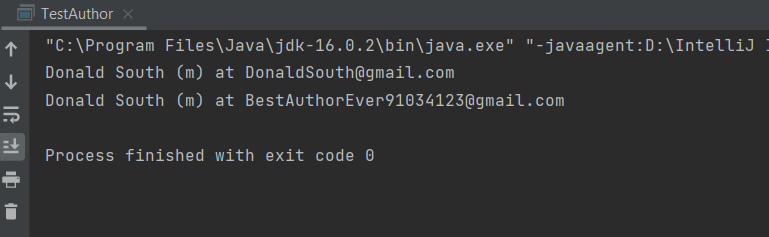 TestAuthor
"C:\Program Files\Java\jdk-16.0.2\bin\java.exe" "-javaagent:D:\IntelliJ
Donald South (m) at DonaldSouth@gmail.com
Donald South (m) at BestAuthorEver91034123@gmail.com
Process finished with exit code 0